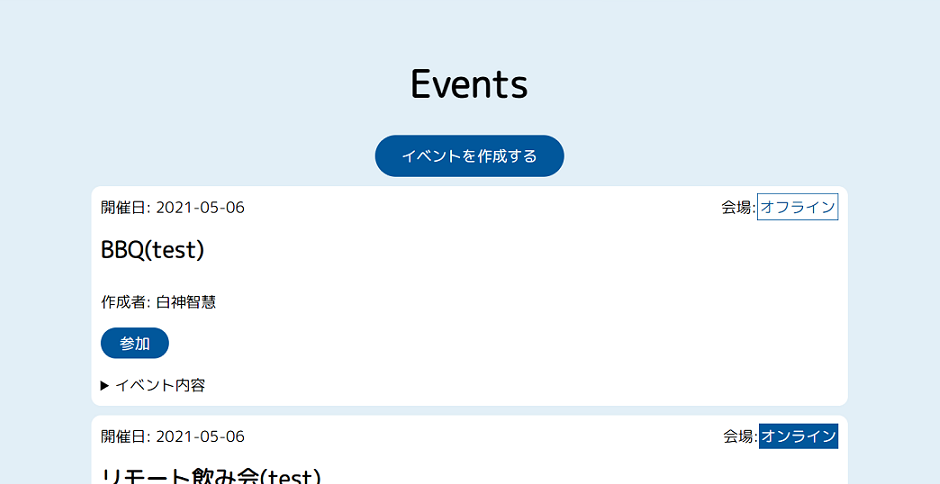 Events
イベントを作成する
開催日: 2021-05-06 会場:オフライン
BBQ(test)
作成者: 白神智慧
参加
▶ イベント内容
開催日: 2021-05-06 会場:オンライン
リモート飲み会(test)